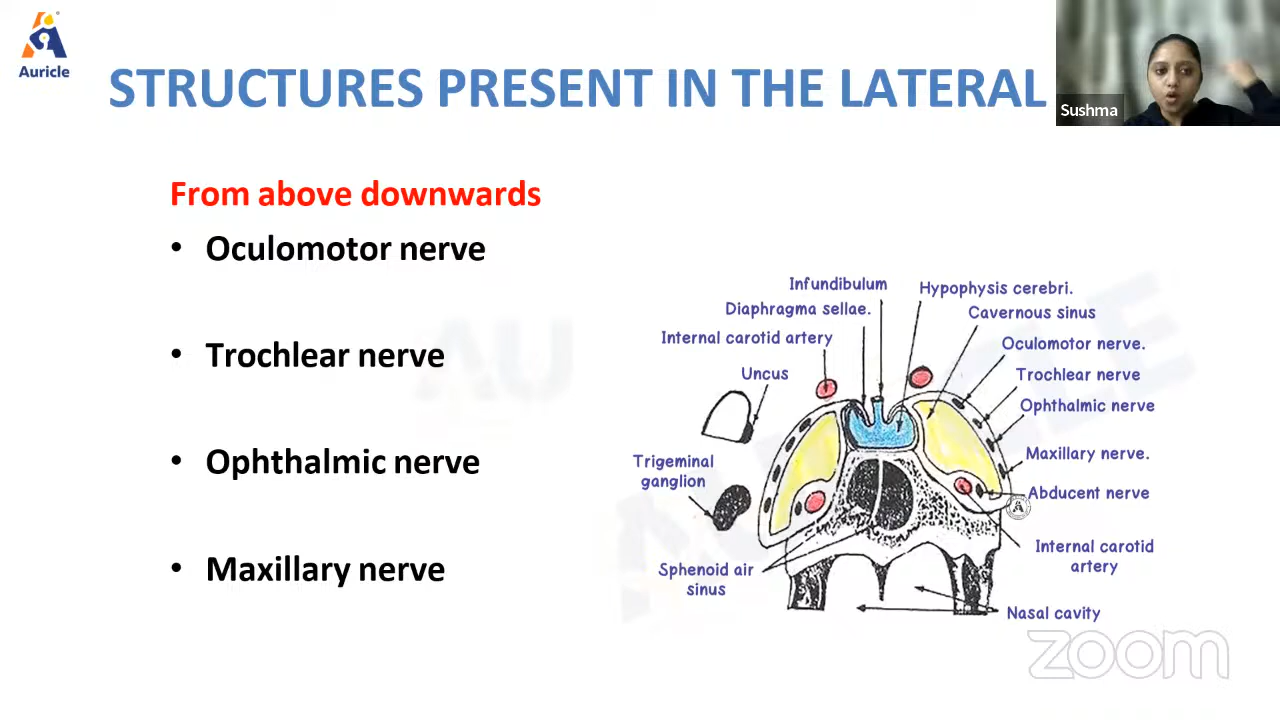 Auricle
STRUCTURES PRESENT IN THE LATERAL
Sushma
From above downwards
• Oculomotor nerve
• Trochlear nerve
• Ophthalmic nerve
• Maxillary nerve
Infundibulum
Hypophysis cerebri.
Diaphragma sellae.
Cavernous sinus
Internal carotid artery
Oculomotor nerve.
Uncus
Trochlear nerve
Ophthalmic nerve
Trigeminal
ganglion
Maxillary nerve.
Abducent nerve
Internal carotid
artery
Sphenoid air
sinus
Nasal cavity
zoom